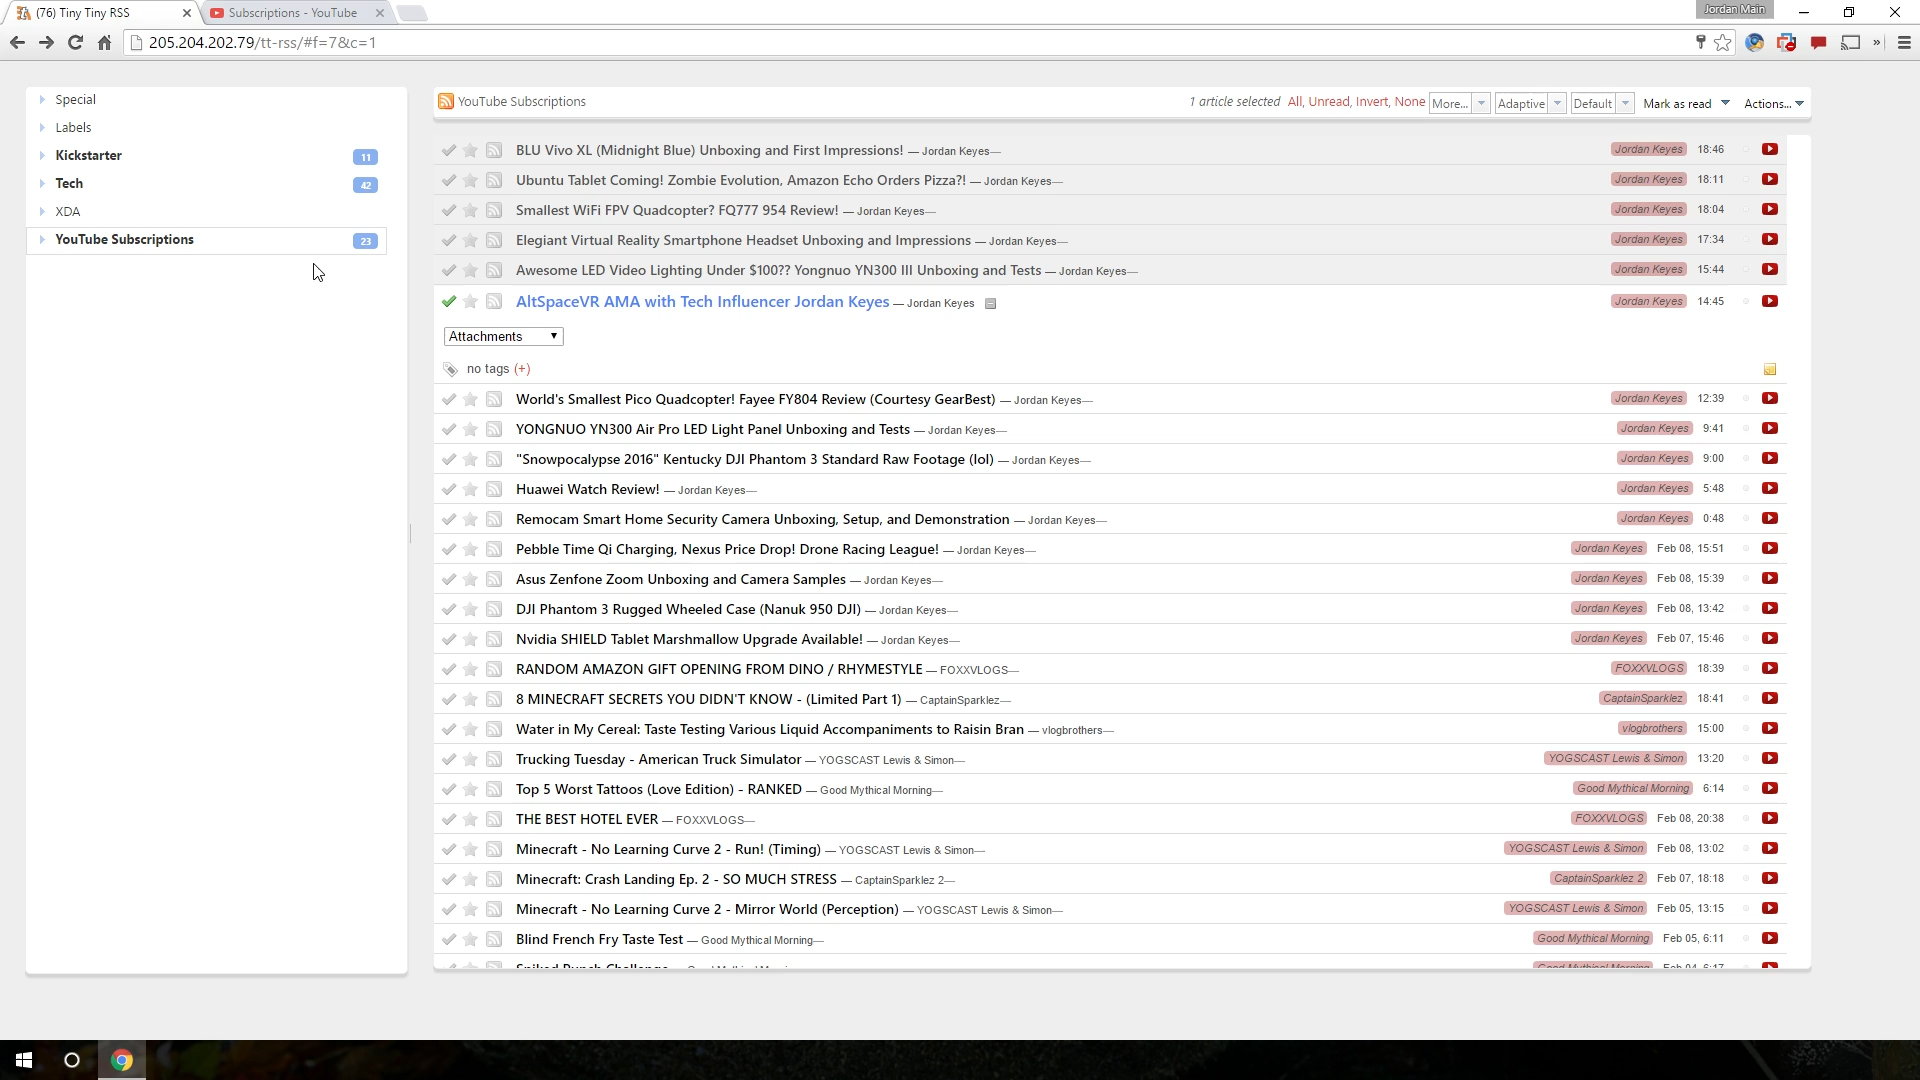 (76) Tiny Tiny RSS
Subscriptions - YouTube
Jordan Main
205.204.202.79/tt-rss/#f=7&c=1
Special
Labels
Kickstarter 11
Tech 42
XDA
YouTube Subscriptions 23
YouTube Subscriptions
1 article selected All, Unread, Invert, None More... Adaptive Default Mark as read Actions...
BLU Vivo XL (Midnight Blue) Unboxing and First Impressions! — Jordan Keyes— Jordan Keyes 18:46
Ubuntu Tablet Coming! Zombie Evolution, Amazon Echo Orders Pizza?! — Jordan Keyes— Jordan Keyes 18:11
Smallest WiFi FPV Quadcopter? FQ777 954 Review! — Jordan Keyes— Jordan Keyes 18:04
Elegiant Virtual Reality Smartphone Headset Unboxing and Impressions — Jordan Keyes— Jordan Keyes 17:34
Awesome LED Video Lighting Under $100?? Yongnuo YN300 III Unboxing and Tests — Jordan Keyes— Jordan Keyes 15:44
AltSpaceVR AMA with Tech Influencer Jordan Keyes — Jordan Keyes Jordan Keyes 14:45
Attachments
no tags (+)
World's Smallest Pico Quadcopter! Fayee FY804 Review (Courtesy GearBest) — Jordan Keyes— Jordan Keyes 12:39
YONGNUO YN300 Air Pro LED Light Panel Unboxing and Tests — Jordan Keyes— Jordan Keyes 9:41
"Snowpocalypse 2016" Kentucky DJI Phantom 3 Standard Raw Footage (lol) — Jordan Keyes— Jordan Keyes 9:00
Huawei Watch Review! — Jordan Keyes— Jordan Keyes 5:48
Remocam Smart Home Security Camera Unboxing, Setup, and Demonstration — Jordan Keyes— Jordan Keyes 0:48
Pebble Time Qi Charging, Nexus Price Drop! Drone Racing League! — Jordan Keyes— Jordan Keyes Feb 08, 15:51
Asus Zenfone Zoom Unboxing and Camera Samples — Jordan Keyes— Jordan Keyes Feb 08, 15:39
DJI Phantom 3 Rugged Wheeled Case (Nanuk 950 DJI) — Jordan Keyes— Jordan Keyes Feb 08, 13:42
Nvidia SHIELD Tablet Marshmallow Upgrade Available! — Jordan Keyes— Jordan Keyes Feb 07, 15:46
RANDOM AMAZON GIFT OPENING FROM DINO / RHYMESTYLE — FOXXVLOGS— FOXXVLOGS 18:39
8 MINECRAFT SECRETS YOU DIDN'T KNOW - (Limited Part 1) — CaptainSparklez— CaptainSparklez 18:41
Water in My Cereal: Taste Testing Various Liquid Accompaniments to Raisin Bran — vlogbrothers— vlogbrothers 15:00
Trucking Tuesday - American Truck Simulator — YOGSCAST Lewis & Simon— YOGSCAST Lewis & Simon 13:20
Top 5 Worst Tattoos (Love Edition) - RANKED — Good Mythical Morning— Good Mythical Morning 6:14
THE BEST HOTEL EVER — FOXXVLOGS— FOXXVLOGS Feb 08, 20:38
Minecraft - No Learning Curve 2 - Run! (Timing) — YOGSCAST Lewis & Simon— YOGSCAST Lewis & Simon Feb 08, 13:02
Minecraft: Crash Landing Ep. 2 - SO MUCH STRESS — CaptainSparklez 2— CaptainSparklez 2 Feb 07, 18:18
Minecraft - No Learning Curve 2 - Mirror World (Perception) — YOGSCAST Lewis & Simon— YOGSCAST Lewis & Simon Feb 05, 13:15
Blind French Fry Taste Test — Good Mythical Morning— Good Mythical Morning Feb 05, 6:11
Spiked Punch Challenge — Good Mythical Morning Good Mythical Morning Feb 04, 6:17